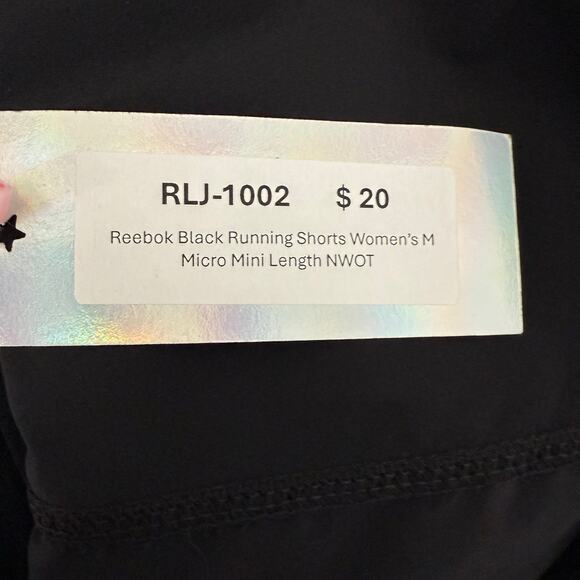 RLJ-1002 $ 20
Reebok Black Running Shorts Women's M
Micro Mini Length NWOT